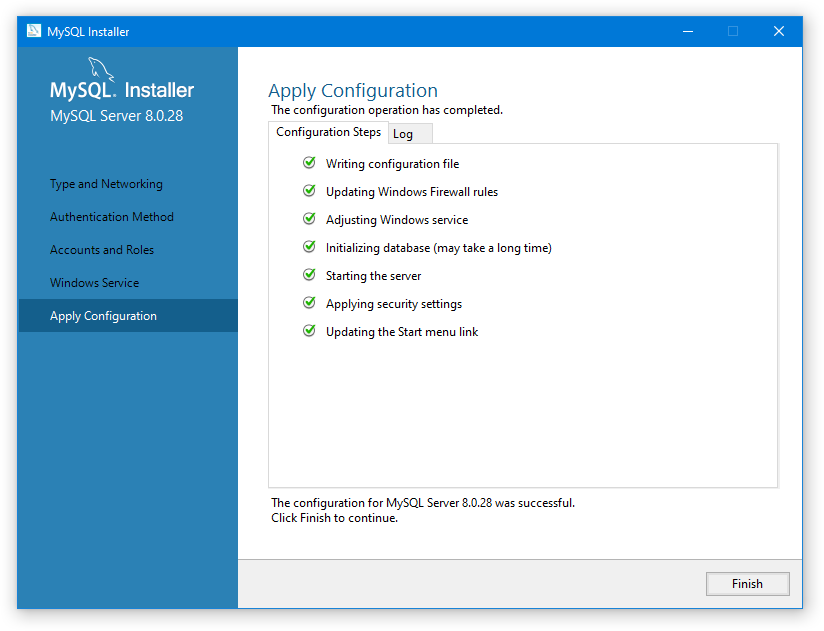 MySQL Installer
MySQL. Installer
MySQL Server 8.0.28
Type and Networking
Authentication Method
Accounts and Roles
Windows Service
Apply Configuration
Apply Configuration
The configuration operation has completed.
Configuration Steps
Log
Writing configuration file
Updating Windows Firewall rules
Adjusting Windows service
Initializing database (may take a long time)
Starting the server
Applying security settings
Updating the Start menu link
The configuration for MySQL Server 8.0.28 was successful.
Click Finish to continue.
Finish